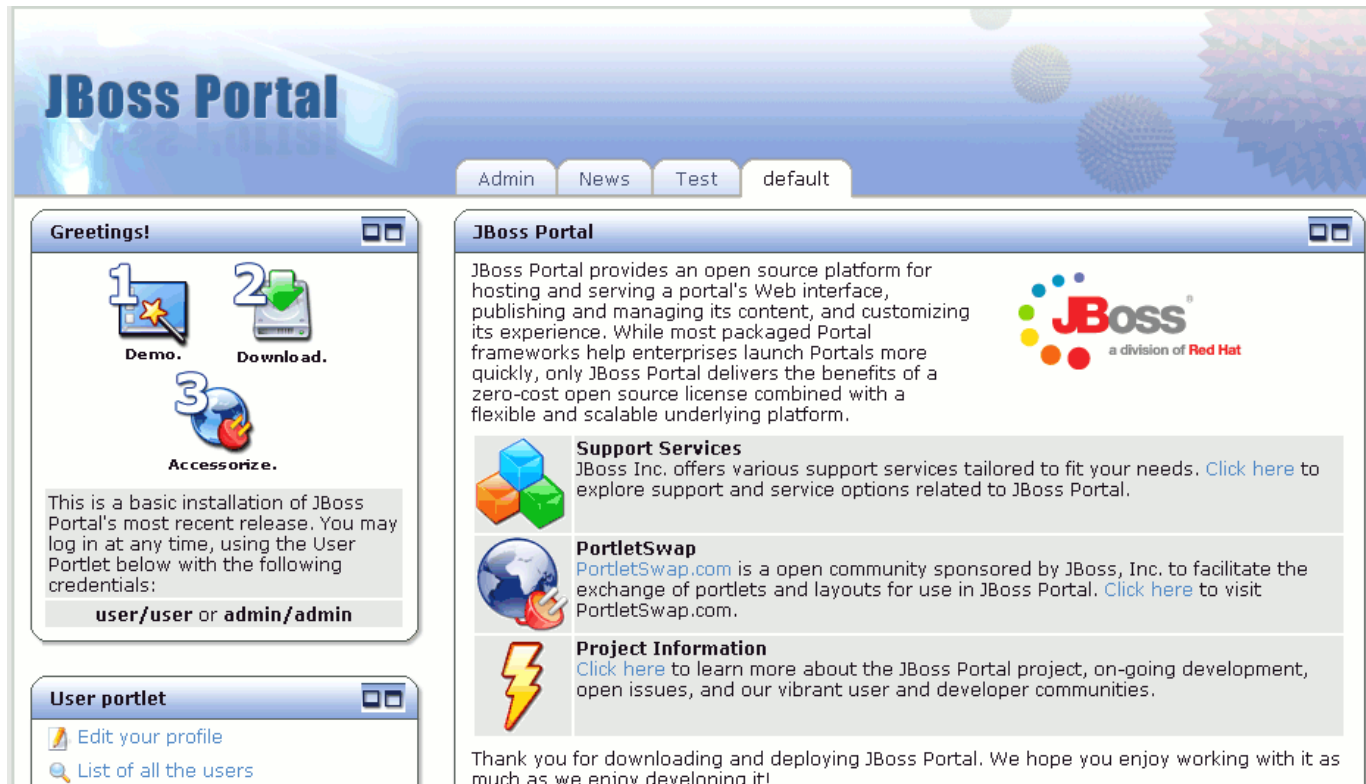 JBoss Portal
Admin
News
Test
default
Greetings!
1
Demo.
2
Download.
3
Accessorize.
This is a basic installation of JBoss
Portal's most recent release. You may
log in at any time, using the User
Portlet below with the following
credentials:
user/user or admin/admin
User portlet
Edit your profile
List of all the users
JBoss Portal
JBoss Portal provides an open source platform for
hosting and serving a portal's Web interface,
publishing and managing its content, and customizing
its experience. While most packaged Portal
frameworks help enterprises launch Portals more
quickly, only JBoss Portal delivers the benefits of a
zero-cost open source license combined with a
flexible and scalable underlying platform.
JBoss®
a division of Red Hat
Support Services
JBoss Inc. offers various support services tailored to fit your needs. Click here to
explore support and service options related to JBoss Portal.
PortletSwap
PortletSwap.com is a open community sponsored by JBoss, Inc. to facilitate the
exchange of portlets and layouts for use in JBoss Portal. Click here to visit
PortletSwap.com.
Project Information
Click here to learn more about the JBoss Portal project, on-going development,
open issues, and our vibrant user and developer communities.
Thank you for downloading and deploying JBoss Portal. We hope you enjoy working with it as
much as we enjoy developing it!